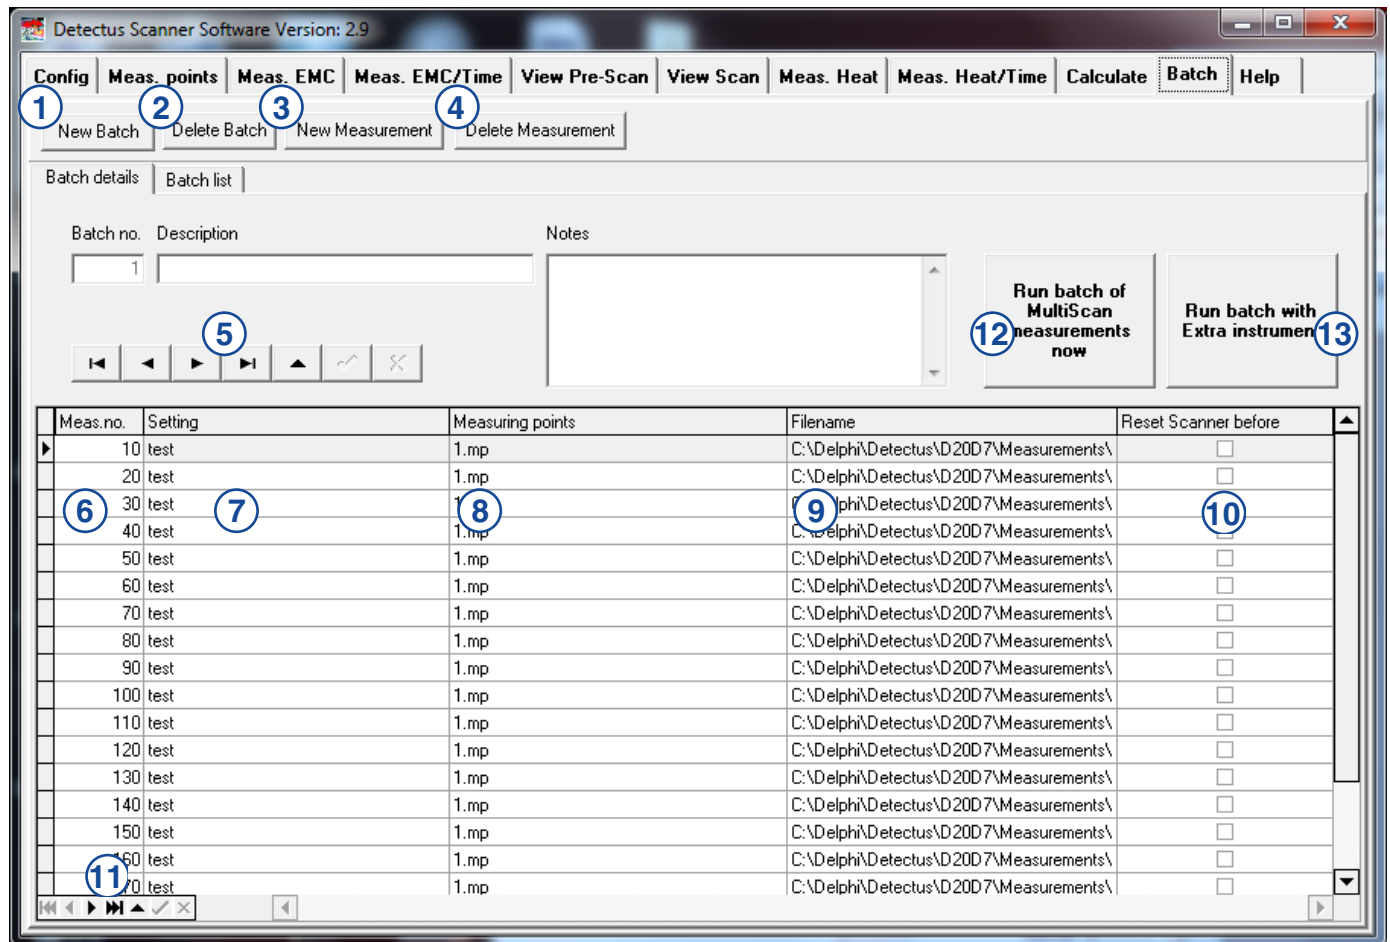 Detectus Scanner Software Version: 2.9
Config Meas. points Meas. EMC Meas. EMC/Time View Pre-Scan View Scan Meas. Heat Meas. Heat/Time Calculate Batch Help
1 2 3 4
New Batch Delete Batch New Measurement Delete Measurement
Batch details Batch list
Batch no. Description Notes
1
Run batch of MultiScan measurements now
Run batch with Extra instrument
5 12 13
Meas.no. Setting Measuring points Filename Reset Scanner before
10 test 1.mp C:\Delphi\Detectus\D20D7\Measurements\
20 test 1.mp C:\Delphi\Detectus\D20D7\Measurements\
30 test C:\Delphi\Detectus\D20D7\Measurements\
6 7 8 9 10
40 test 1.mp C:\Delphi\Detectus\D20D7\Measurements\
50 test 1.mp C:\Delphi\Detectus\D20D7\Measurements\
60 test 1.mp C:\Delphi\Detectus\D20D7\Measurements\
70 test 1.mp C:\Delphi\Detectus\D20D7\Measurements\
80 test 1.mp C:\Delphi\Detectus\D20D7\Measurements\
90 test 1.mp C:\Delphi\Detectus\D20D7\Measurements\
100 test 1.mp C:\Delphi\Detectus\D20D7\Measurements\
110 test 1.mp C:\Delphi\Detectus\D20D7\Measurements\
120 test 1.mp C:\Delphi\Detectus\D20D7\Measurements\
130 test 1.mp C:\Delphi\Detectus\D20D7\Measurements\
140 test 1.mp C:\Delphi\Detectus\D20D7\Measurements\
150 test 1.mp C:\Delphi\Detectus\D20D7\Measurements\
160 test 1.mp C:\Delphi\Detectus\D20D7\Measurements\
170 test 1.mp C:\Delphi\Detectus\D20D7\Measurements\
11